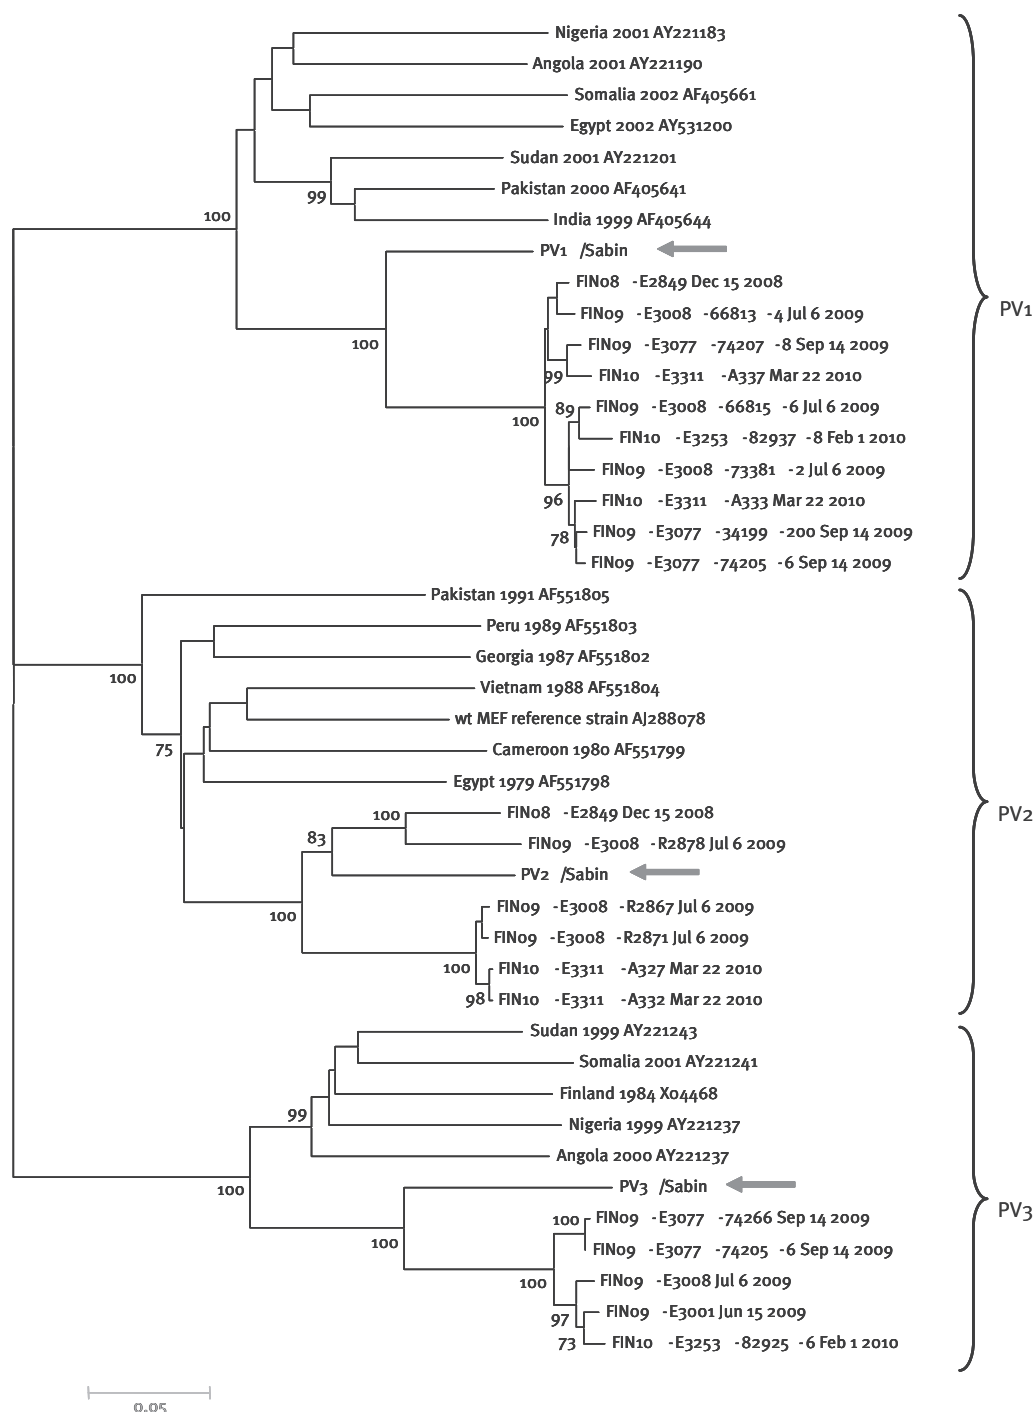 Nigeria 2001 AY221183
Angola 2001 AY221190
Somalia 2002 AF405661
Egypt 2002 AY531200
Sudan 2001 AY221201
99
Pakistan 2000 AF405641
100
India 1999 AF405644
PV1 /Sabin
FIN08 -E2849 Dec 15 2008
PV1
FIN09 -E3008 -66813 -4 Jul 6 2009
100
FIN09 -E3077 -74207 -8 Sep 14 2009
99
FIN10 -E3311 -A337 Mar 22 2010
89
FIN09 -E3008 -66815 -6 Jul 6 2009
100
FIN10 -E3253 -82937 -8 Feb 1 2010
FIN09 -E3008 -73381 -2 Jul 6 2009
96
FIN10 -E3311 -A333 Mar 22 2010
78
FIN09 -E3077 -34199 -200 Sep 14 2009
FIN09 -E3077 -74205 -6 Sep 14 2009
Pakistan 1991 AF551805
Peru 1989 AF551803
Georgia 1987 AF551802
100
Vietnam 1988 AF551804
wt MEF reference strain AJ288078
75
Cameroon 1980 AF551799
Egypt 1979 AF551798
100
FIN08 -E2849 Dec 15 2008
PV2
83
FIN09 -E3008 -R2878 Jul 6 2009
PV2 /Sabin
100
FIN09 -E3008 -R2867 Jul 6 2009
FIN09 -E3008 -R2871 Jul 6 2009
100
FIN10 -E3311 -A327 Mar 22 2010
98
FIN10 -E3311 -A332 Mar 22 2010
Sudan 1999 AY221243
Somalia 2001 AY221241
Finland 1984 X04468
99
Nigeria 1999 AY221237
Angola 2000 AY221237
100
PV3 /Sabin
PV3
100
FIN09 -E3077 -74266 Sep 14 2009
100
FIN09 -E3077 -74205 -6 Sep 14 2009
100
FIN09 -E3008 Jul 6 2009
97
FIN09 -E3001 Jun 15 2009
73
FIN10 -E3253 -82925 -6 Feb 1 2010
0.05